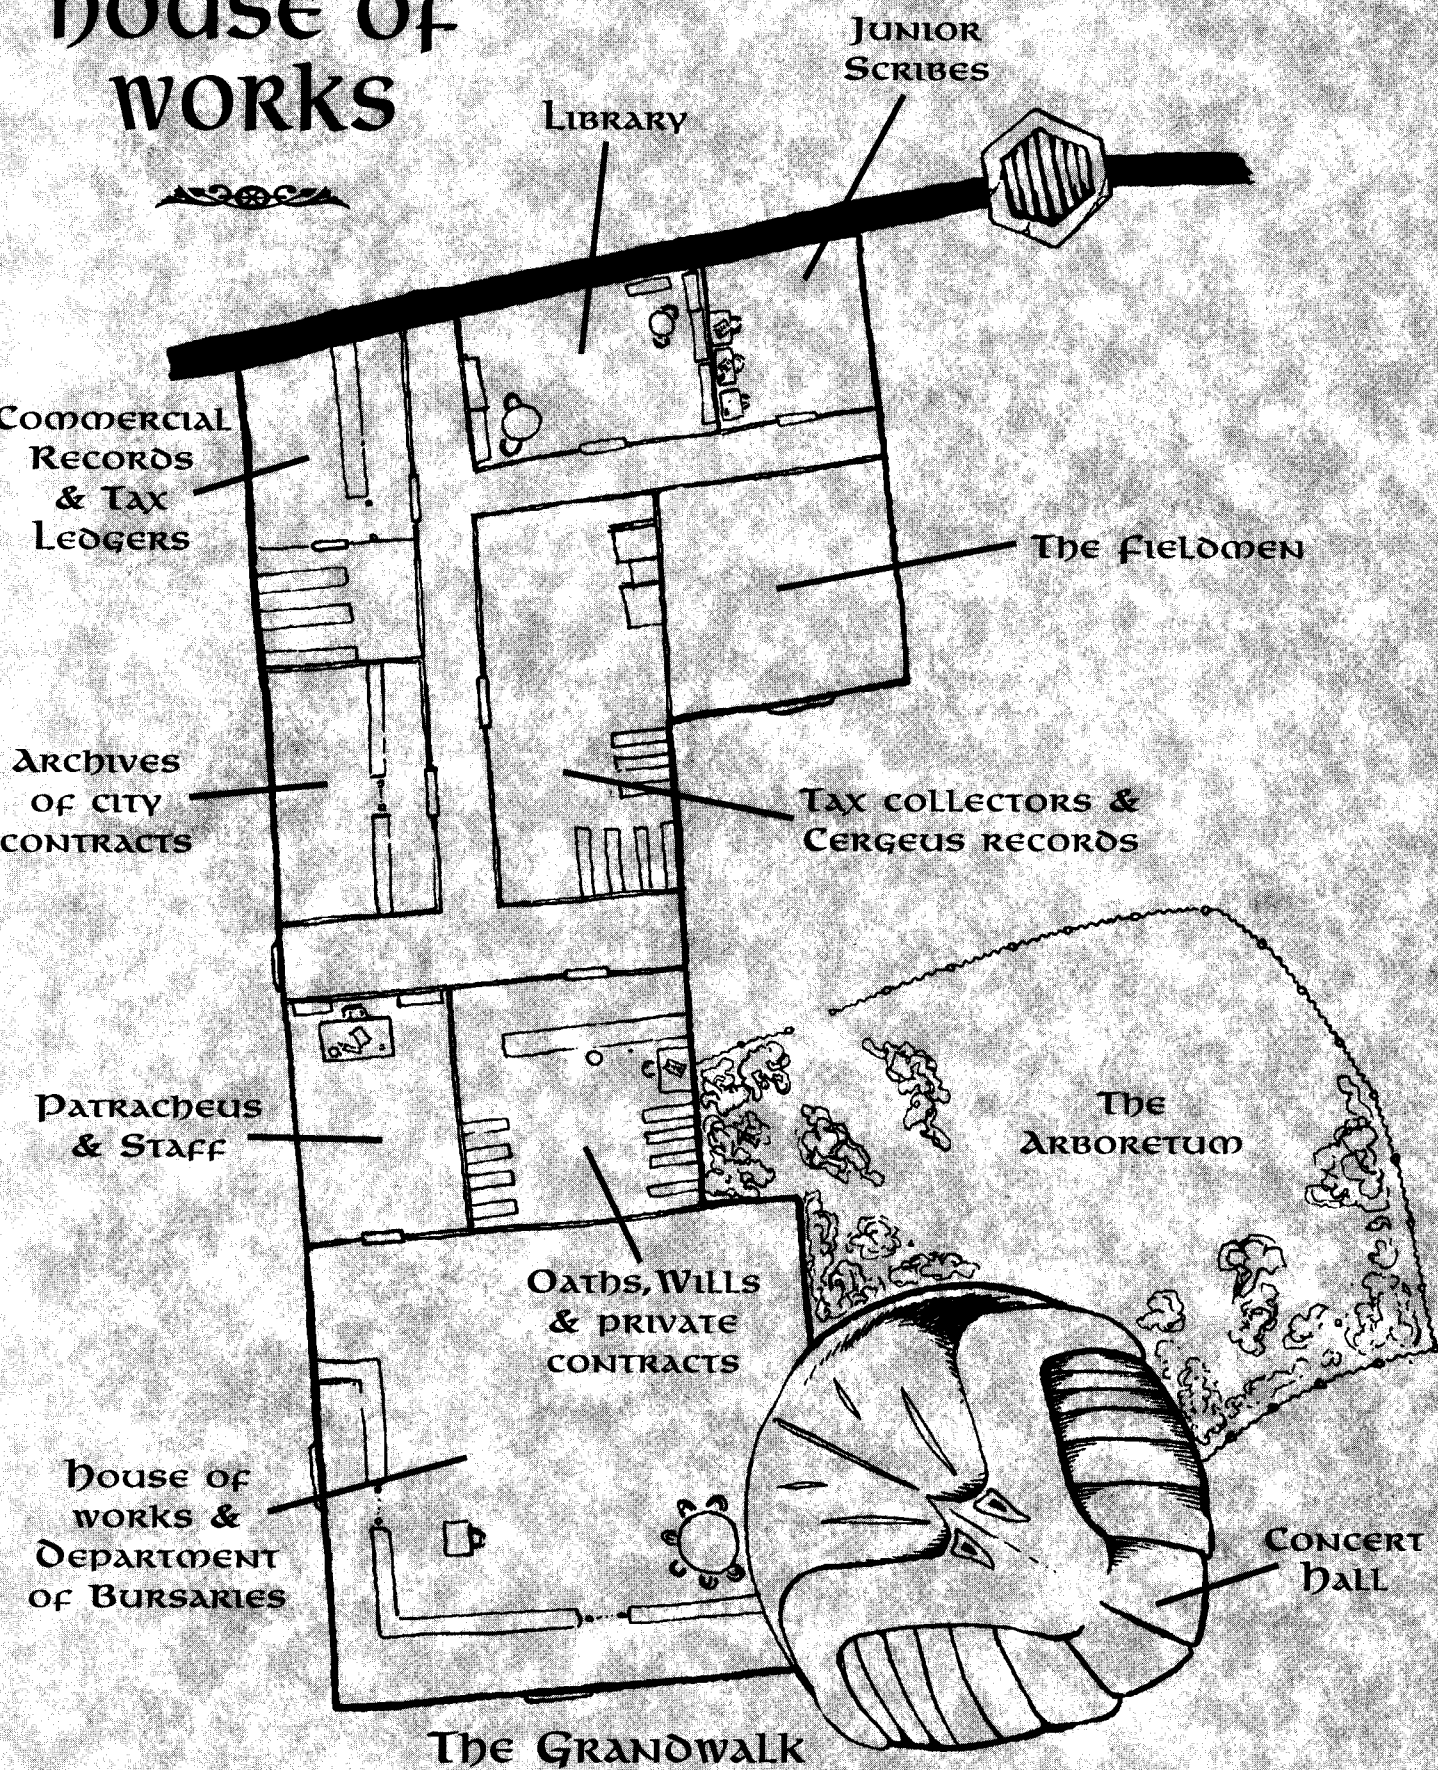 House of
works
Junior
Scribes
Library
Commercial
Records
& Tax
Ledgers
The Fieldmen
Archives
of city
contracts
Tax collectors &
Cergeus records
Patracheus
& Staff
The
Arboretum
Oaths, Wills
& private
contracts
House of
works &
Department
of Bursaries
Concert
Hall
The Grandwalk